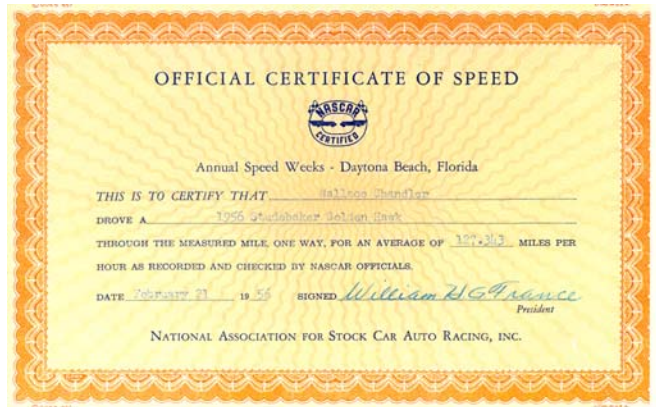 OFFICIAL CERTIFICATE OF SPEED
NASCAR
CERTIFIED
Annual Speed Weeks - Daytona Beach, Florida
THIS IS TO CERTIFY THAT Wallace Chandler
DROVE A 1956 Studebaker Golden Hawk
THROUGH THE MEASURED MILE, ONE WAY, FOR AN AVERAGE OF 127.343 MILES PER
HOUR AS RECORDED AND CHECKED BY NASCAR OFFICIALS.
DATE February 21 1956 SIGNED William H G France
President
NATIONAL ASSOCIATION FOR STOCK CAR AUTO RACING, INC.